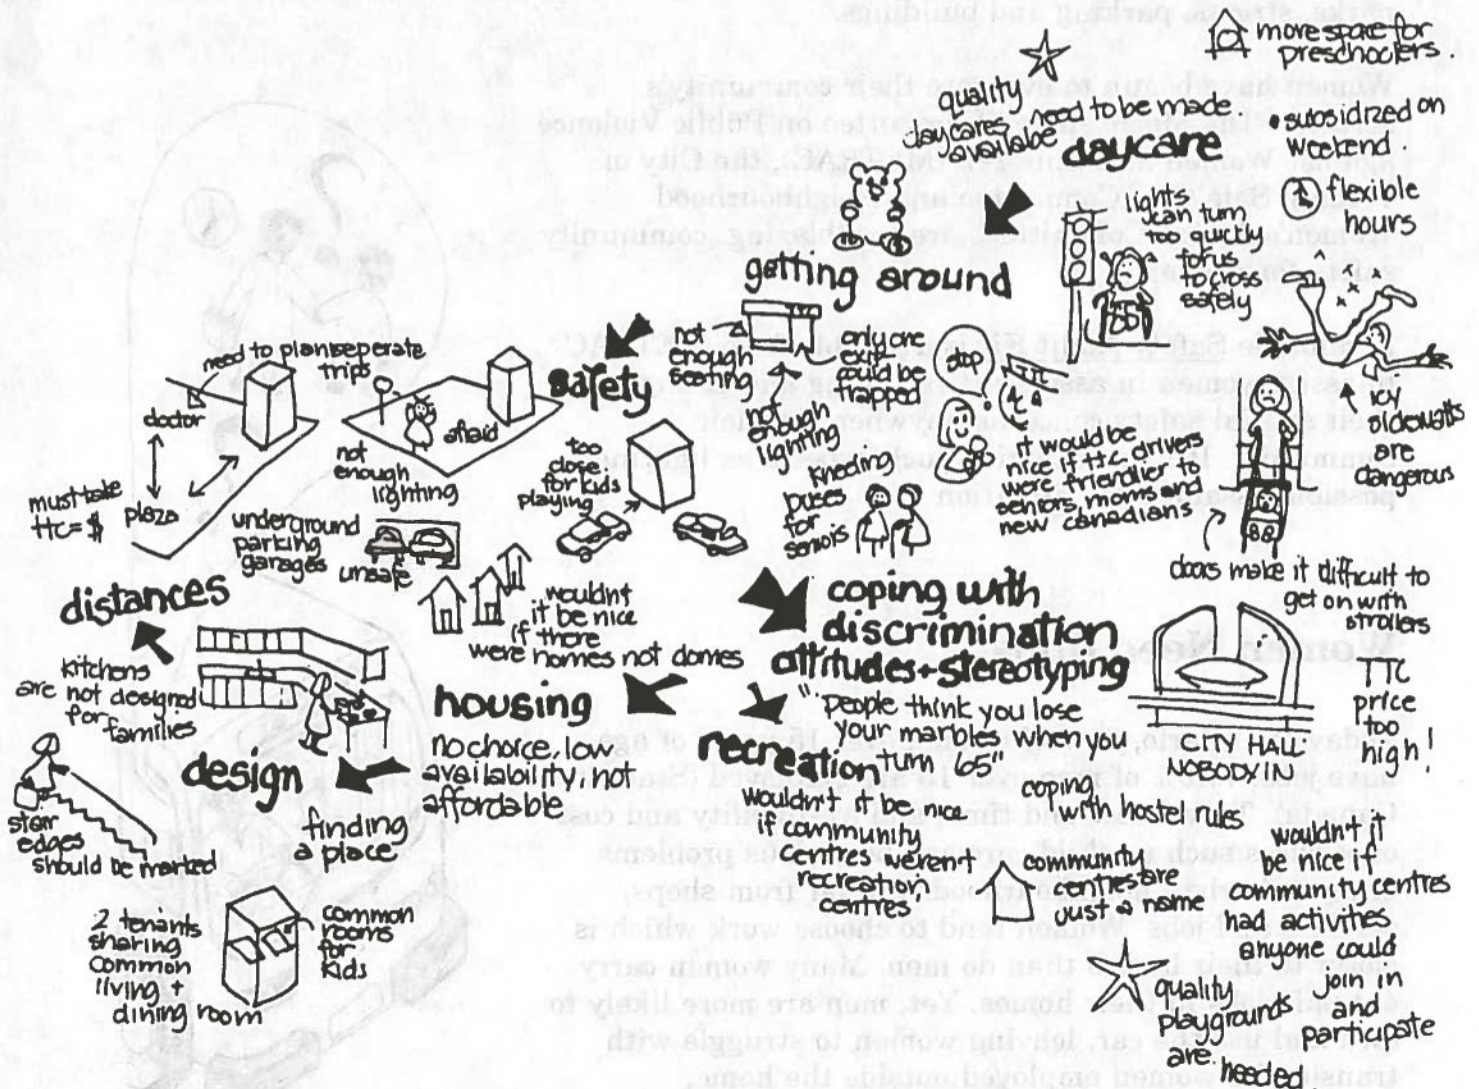 more space for
preschoolers.
quality
daycares need to be made
available
daycare
• subsidized on
weekend.
flexible
hours
lights
can turn
too quickly
for us
to cross
safely
getting around
not
enough
seating
only one
exit
could be
trapped
not
enough
lighting
stop
icy
sidewalks
are
dangerous
it would be
nice if the drivers
were friendlier to
seniors, moms and
new canadians
kneeling
buses
for
seniors
doors make it difficult to
get on with
strollers
TTC
price
too
high!
safety
need to plan seperate
trips
doctor
must take
TTC = $
plaza
afraid
not
enough
lighting
too
close
for kids
playing
underground
parking
garages
unsafe
distances
wouldnt
it be nice
if there
were homes not domes
coping with
discrimination
attitudes + stereotyping
"people think you lose
your marbles when you
turn '65"
CITY HALL
NOBODY IN
coping
with hostel rules
housing
no choice, low
availability, not
affordable
finding
a place
kitchens
are not designed
for families
design
stair
edges
should be marked
2 tenants
sharing
common
living +
dining room
common
rooms
for
kids
recreation
wouldn't it be nice
if community
centres weren't
recreation
centres
community
centres are
just a name
wouldn't it
be nice if
community centres
had activities
anyone could
join in
and
participate
quality
playgrounds
are needed